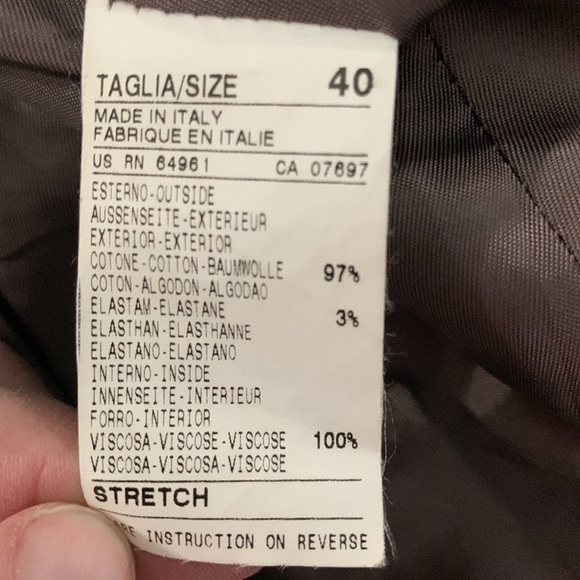 TAGLIA/SIZE 40
MADE IN ITALY
FABRIQUE EN ITALIE
US RN 64961 CA 07697
ESTERNO-OUTSIDE
AUSSENSEITE-EXTERIEUR
EXTERIOR-EXTERIOR
COTONE-COTTON-BAUMWOLLE 97%
COTON-ALGODON-ALGODAO
ELASTAM-ELASTANE 3%
ELASTHAN-ELASTHANNE
ELASTANO-ELASTANO
INTERNO-INSIDE
INNENSEITE-INTERIEUR
FORRO-INTERIOR
VISCOSA-VISCOSE-VISCOSE 100%
VISCOSA-VISCOSA-VISCOSE
STRETCH
INSTRUCTION ON REVERSE